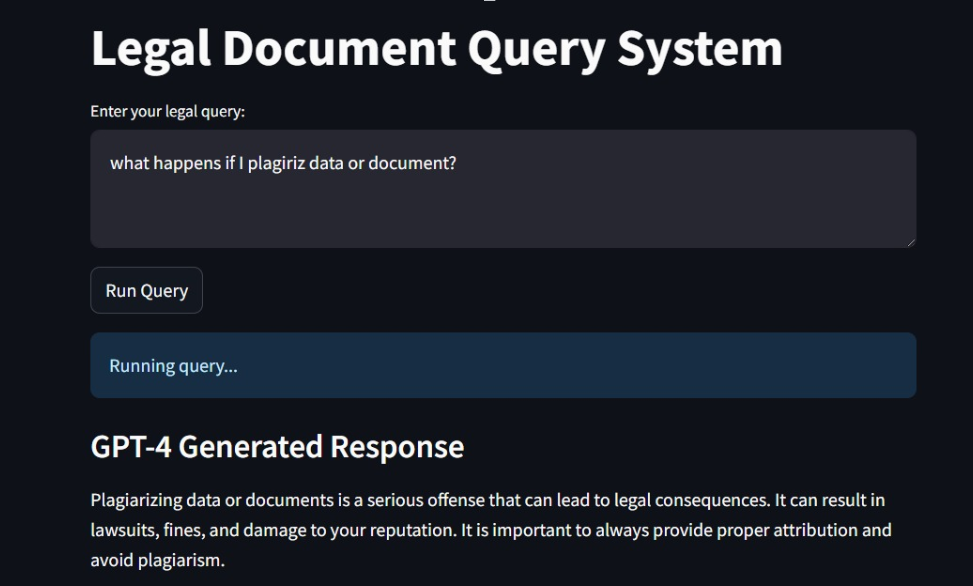 Legal Document Query System
Enter your legal query:
what happens if I plagiriz data or document?
Run Query
Running query...
GPT-4 Generated Response
Plagiarizing data or documents is a serious offense that can lead to legal consequences. It can result in
lawsuits, fines, and damage to your reputation. It is important to always provide proper attribution and
avoid plagiarism.